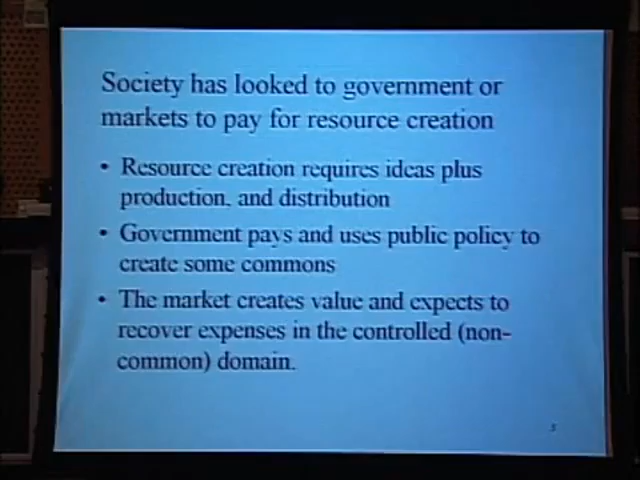 Society has looked to government or
markets to pay for resource creation
• Resource creation requires ideas plus
production, and distribution
• Government pays and uses public policy to
create some commons
• The market creates value and expects to
recover expenses in the controlled (non-
common) domain.